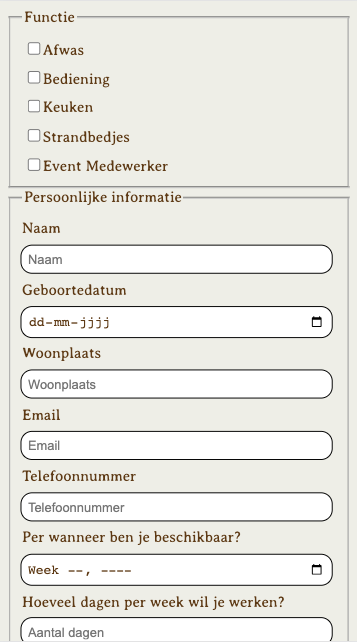 Functie
Afwas
Bediening
Keuken
Strandbedjes
Event Medewerker
Persoonlijke informatie
Naam
Naam
Geboortedatum
dd-mm-jjjj
Woonplaats
Woonplaats
Email
Email
Telefoonnummer
Telefoonnummer
Per wanneer ben je beschikbaar?
Week --, ----
Hoeveel dagen per week wil je werken?
Aantal dagen